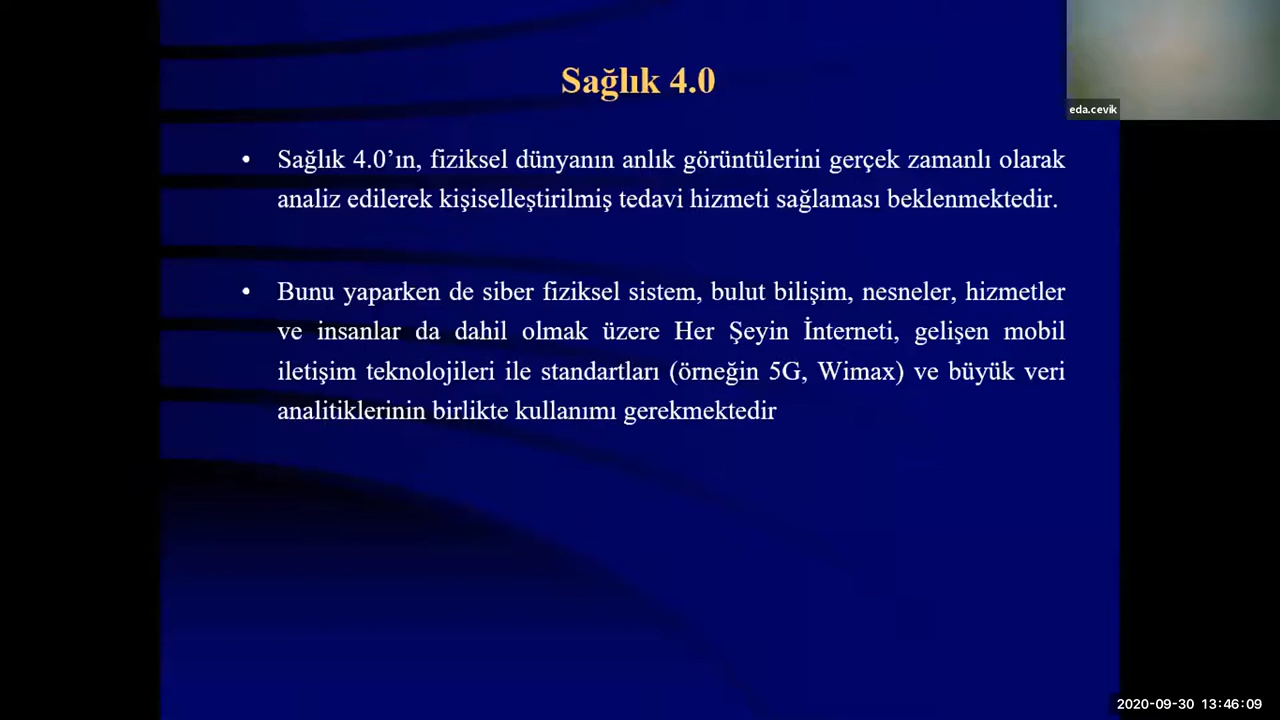 Sağlık 4.0
eda.cevik
• Sağlık 4.0’ın, fiziksel dünyanın anlık görüntülerini gerçek zamanlı olarak
analiz edilerek kişiselleştirilmiş tedavi hizmeti sağlaması beklenmektedir.
• Bunu yaparken de siber fiziksel sistem, bulut bilişim, nesneler, hizmetler
ve insanlar da dahil olmak üzere Her Şeyin İnterneti, gelişen mobil
iletişim teknolojileri ile standartları (örneğin 5G, Wimax) ve büyük veri
analitiklerinin birlikte kullanımı gerekmektedir
2020-09-30 13:46:09